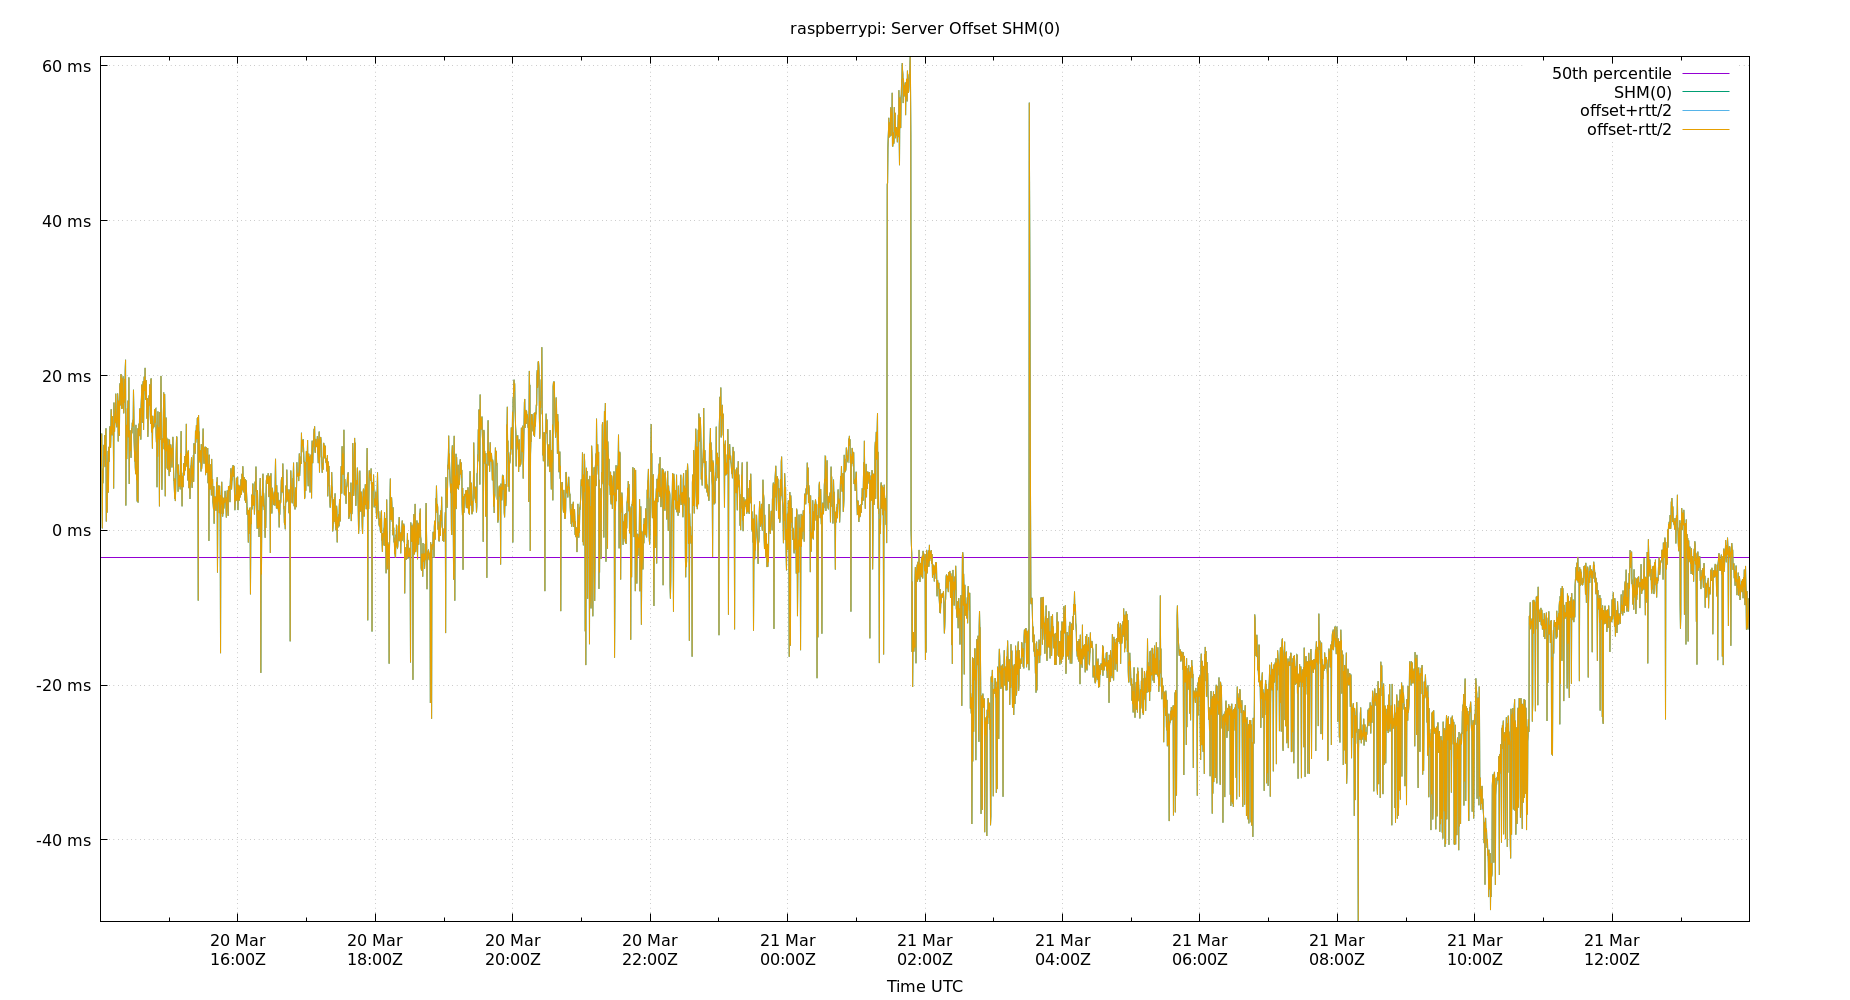 raspberrypi: Server Offset SHM(0)
60 ms
40 ms
20 ms
0 ms
-20 ms
-40 ms
50th percentile
SHM(0)
offset+rtt/2
offset-rtt/2
20 Mar 20 Mar 20 Mar 20 Mar 21 Mar 21 Mar 21 Mar 21 Mar 21 Mar 21 Mar 21 Mar
16:00Z 18:00Z 20:00Z 22:00Z 00:00Z 02:00Z 04:00Z 06:00Z 08:00Z 10:00Z 12:00Z
Time UTC